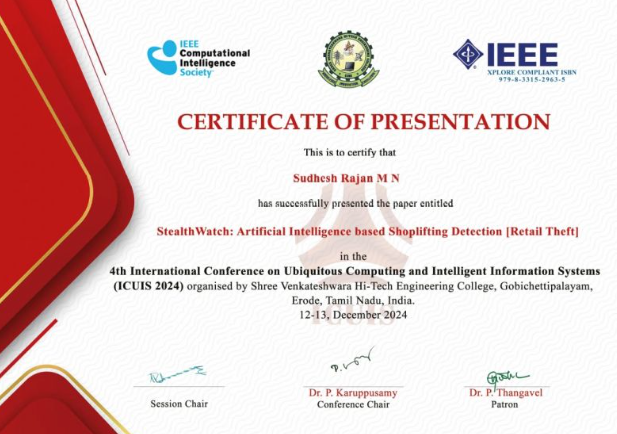 IEEE
Computational
Intelligence
Society
IEEE
XPLORE COMPLIANT ISBN
979-8-3315-2963-5
CERTIFICATE OF PRESENTATION
This is to certify that
Sudhesh Rajan M N
has successfully presented the paper entitled
StealthWatch: Artificial Intelligence based Shoplifting Detection [Retail Theft]
in the
4th International Conference on Ubiquitous Computing and Intelligent Information Systems
(ICUIS 2024) organised by Shree Venkateshwara Hi-Tech Engineering College, Gobichettipalayam,
Erode, Tamil Nadu, India.
12-13, December 2024
ICUIS
Session Chair
Dr. P. Karuppusamy
Conference Chair
Dr. P. Thangavel
Patron